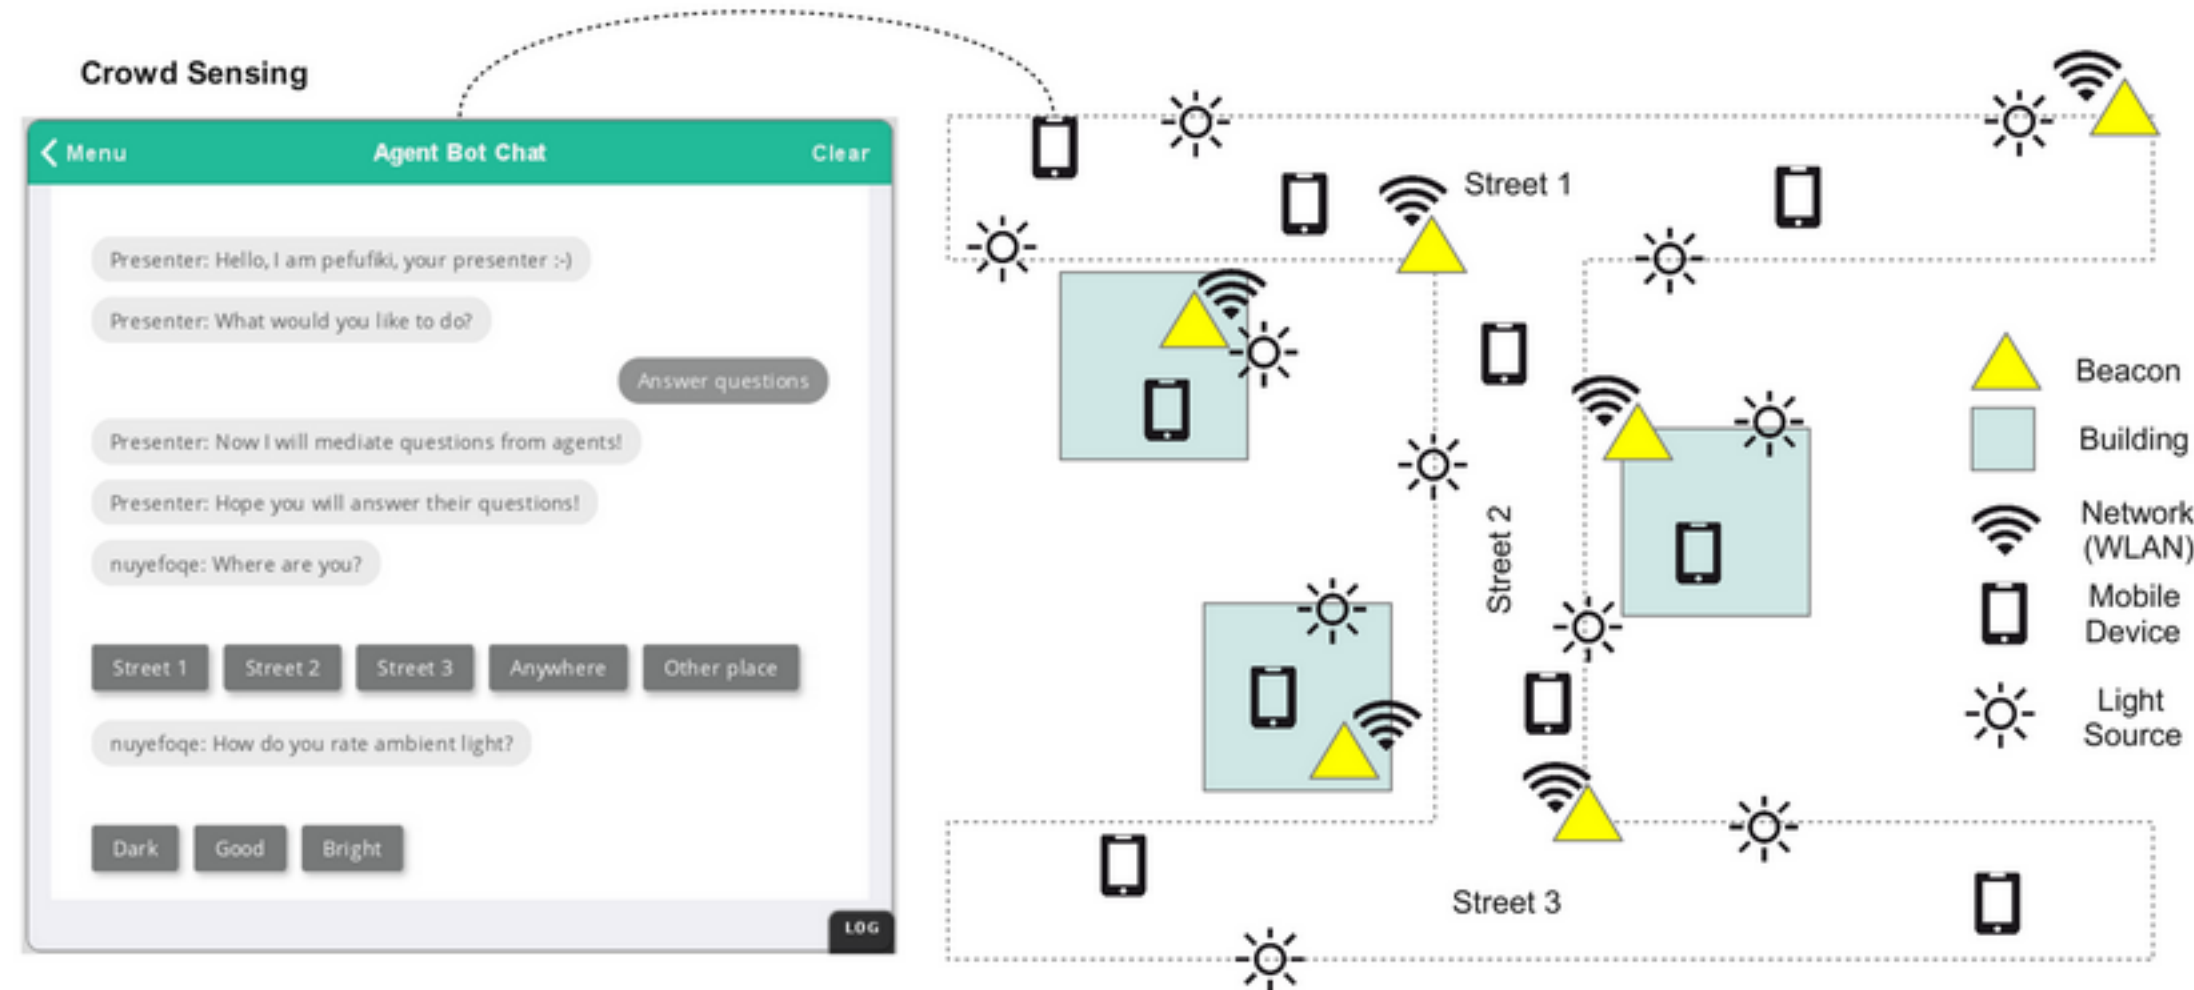 Crowd Sensing
Menu
Agent Bot Chat
Clear
Presenter: Hello, I am pefufiki, your presenter :-)
Presenter: What would you like to do?
Answer questions
Presenter: Now I will mediate questions from agents!
Presenter: Hope you will answer their questions!
nuyefoqe: Where are you?
Street 1
Street 2
Street 3
Anywhere
Other place
nuyefoqe: How do you rate ambient light?
Dark
Good
Bright
LOG
Street 1
Street 2
Street 3
Beacon
Building
Network
(WLAN)
Mobile
Device
Light
Source